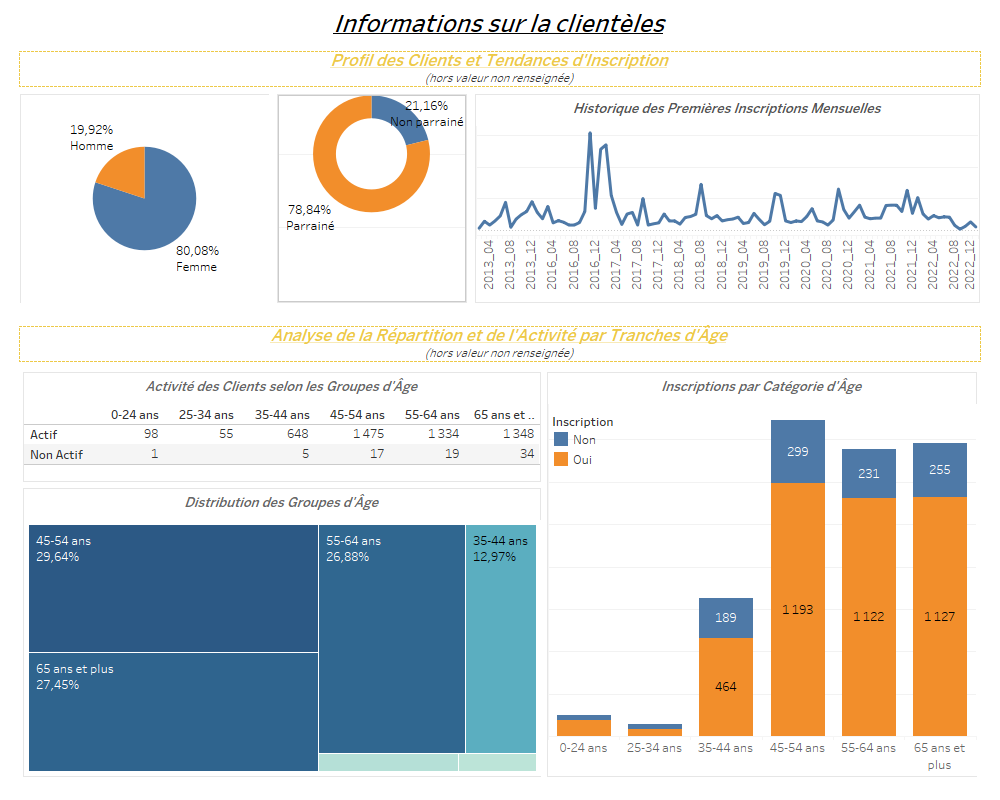 Informations sur la clientèles
Profil des Clients et Tendances d'Inscription
(hors valeur non renseignée)
19,92%
Homme
80,08%
Femme
21,16%
Non parrainé
78,84%
Parrainé
Historique des Premières Inscriptions Mensuelles
2013_04
2013_08
2013_12
2016_04
2016_08
2016_12
2017_04
2017_08
2017_12
2018_04
2018_08
2018_12
2019_04
2019_08
2019_12
2020_04
2020_08
2020_12
2021_04
2021_08
2021_12
2022_04
2022_08
2022_12
Analyse de la Répartition et de l'Activité par Tranches d'Âge
(hors valeur non renseignée)
Activité des Clients selon les Groupes d'Âge
0-24 ans 25-34 ans 35-44 ans 45-54 ans 55-64 ans 65 ans et ..
Actif 98 55 648 1 475 1 334 1 348
Non Actif 1 5 17 19 34
Distribution des Groupes d'Âge
45-54 ans
29,64%
65 ans et plus
27,45%
55-64 ans
26,88%
35-44 ans
12,97%
Inscriptions par Catégorie d'Âge
Inscription
Non
Oui
189
464
299
1 193
231
1 122
255
1 127
0-24 ans 25-34 ans 35-44 ans 45-54 ans 55-64 ans 65 ans et
plus